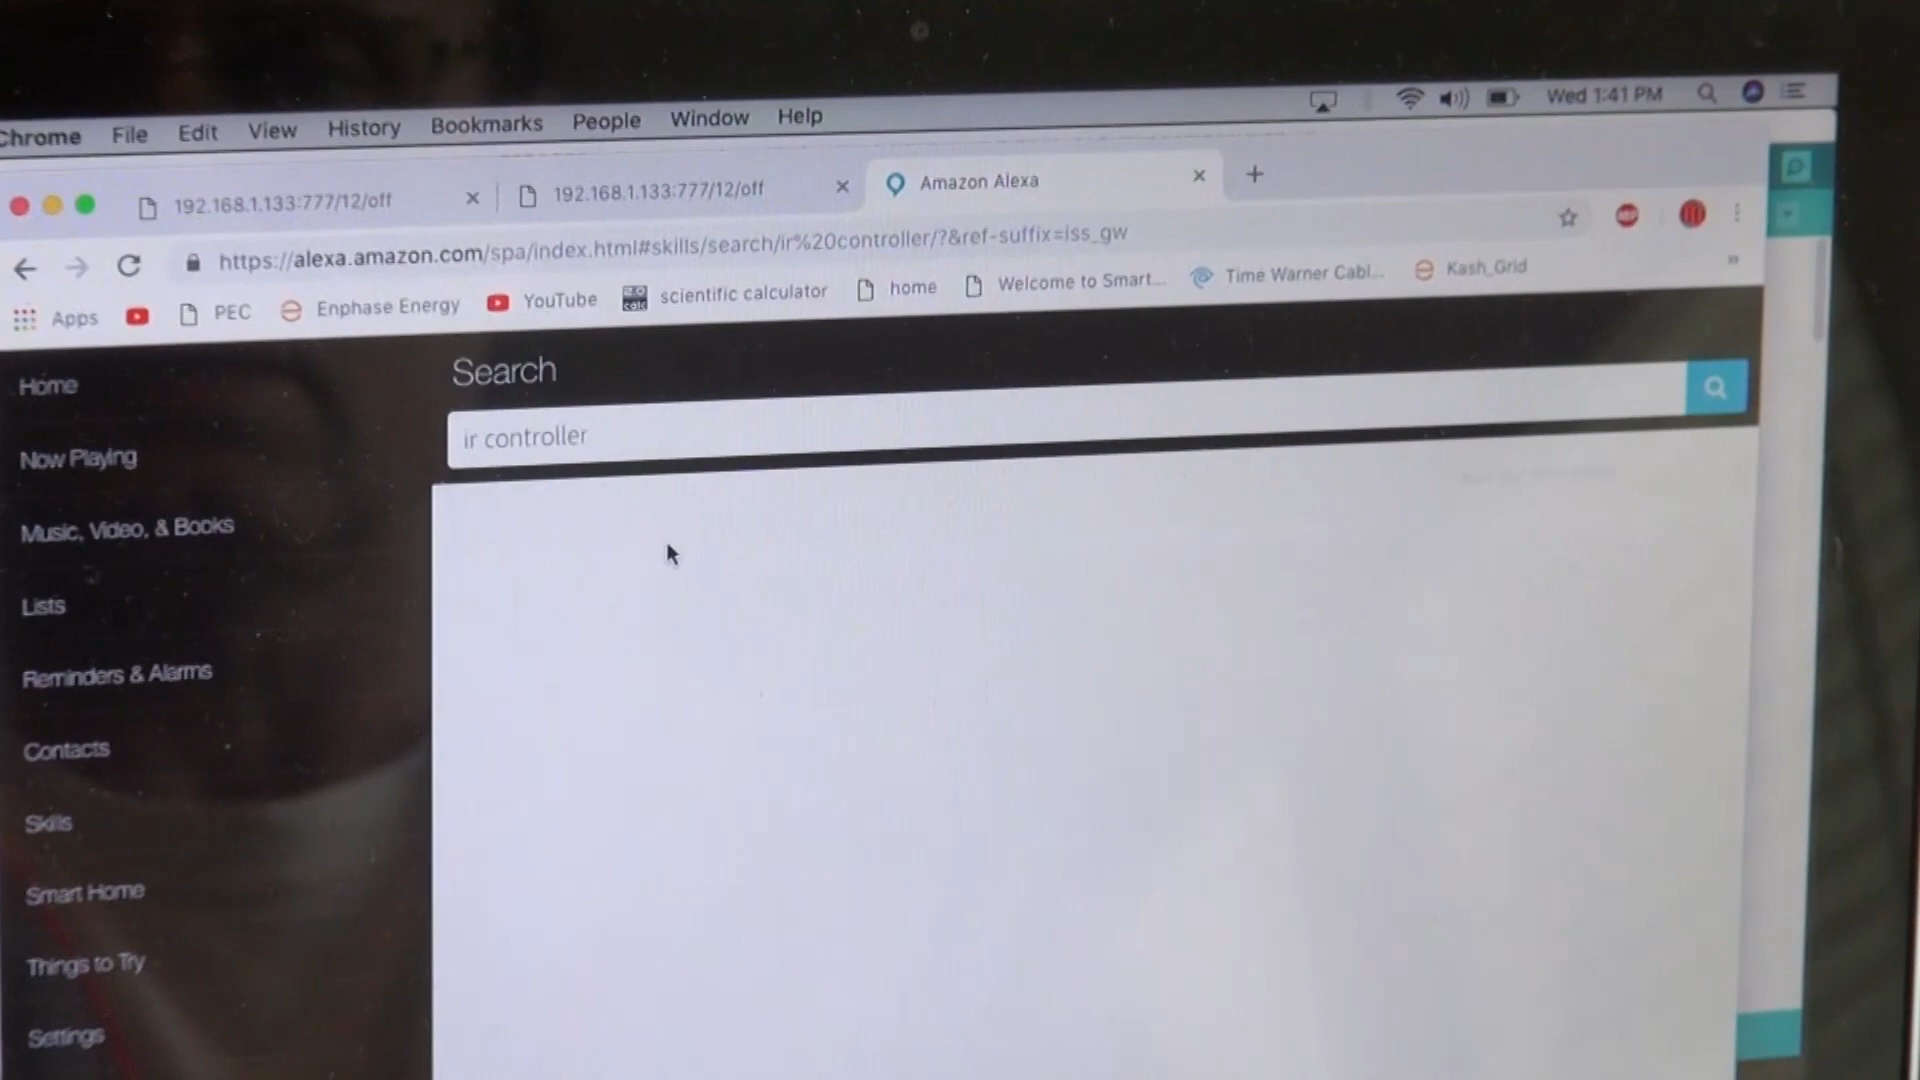 Chrome File Edit View History Bookmarks People Window Help Wed 1:41 PM
192.168.1.133:777/12/off 192.168.1.133:777/12/off Amazon Alexa
https://alexa.amazon.com/spa/index.html#skills/search/ir%20controller/?&ref-suffix=iss_gw
Apps PEC Enphase Energy YouTube scientific calculator home Welcome to Smart... Time Warner Cabl... Kash_Grid
Search
ir controller
Home
Now Playing
Music, Video, & Books
Lists
Reminders & Alarms
Contacts
Skills
Smart Home
Things to Try
Settings